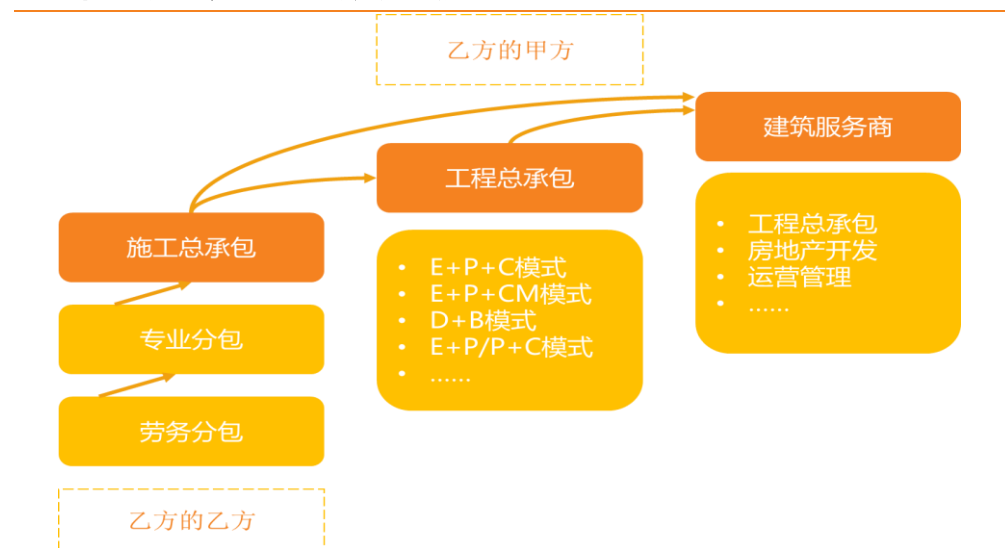 乙方的甲方
建筑服务商
工程总承包
施工总承包
• 工程总承包
• 房地产开发
• 运营管理
• ......
• E+P+C模式
• E+P+CM模式
• D+B模式
• E+P/P+C模式
• ......
专业分包
劳务分包
乙方的乙方